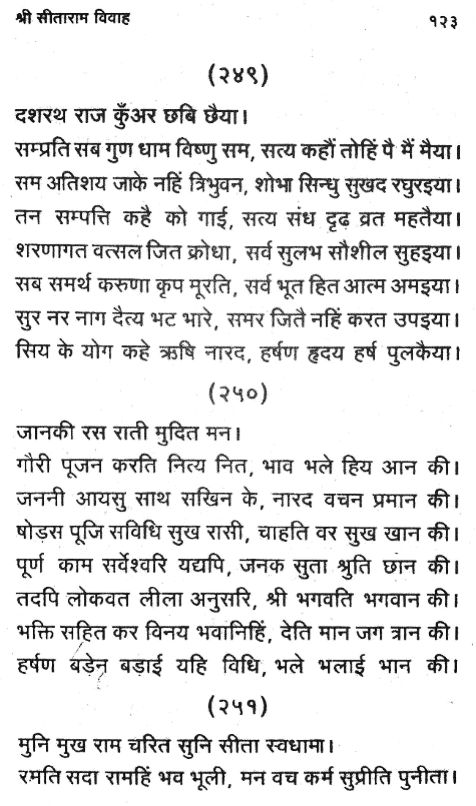 श्री सीताराम विवाह
१२३
(२४९)
दशरथ राज कुँअर छबि छैया।
सम्प्रति सब गुण धाम विष्णु सम, सत्य कहौं तोहिं पै मैं मैया।
सम अतिशय जाके नहिं त्रिभुवन, शोभा सिन्धु सुखद रघुरइया।
तन सम्पत्ति कहै को गाई, सत्य संध दृढ व्रत महतैया।
शरणागत वत्सल जित क्रोधा, सर्व सुलभ सौशील सुहइया।
सब समर्थ करुणा कृप मूरति, सर्व भूत हित आत्म अमइया।
सुर नर नाग दैत्य भट भारे, समर जितै नहिं करत उपइया।
सिय के योग कहे ऋषि नारद, हर्षण हृदय हर्ष पुलकैया।
(२५०)
जानकी रस राती मुदित मन।
गौरी पूजन करति नित्य नित, भाव भले हिय आन की।
जननी आयसु साथ सखिन के, नारद वचन प्रमान की।
षोडस पूजि सविधि सुख रासी, चाहति वर सुख खान की।
पूर्ण काम सर्वेश्वरि यद्यपि, जनक सुता श्रुति छान की।
तदपि लोकवत लीला अनुसरि, श्री भगवति भगवान की।
भक्ति सहित कर विनय भवानिहिं, देति मान जग त्रान की।
हर्षण बड़ेन बड़ाई यहि विधि, भले भलाई भान की।
(२५१)
मुनि मुख राम चरित सुनि सीता स्वधामा।
रमति सदा रामहिं भव भूली, मन वच कर्म सुप्रीति पुनीता।